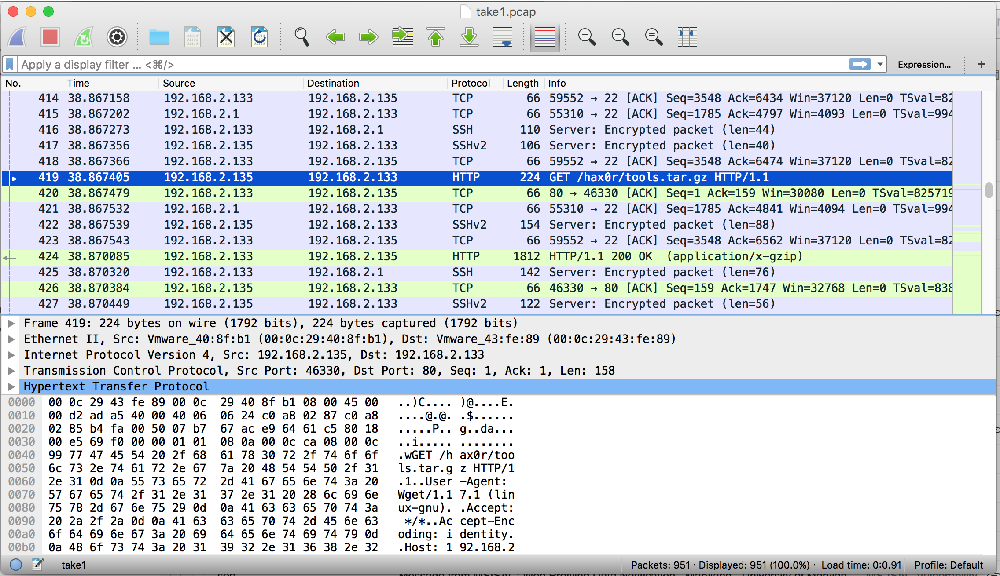 take1.pcap
Apply a display filter ... <⌘/>
Expression...
+
No. Time Source Destination Protocol Length Info
414 38.867158 192.168.2.133 192.168.2.135 TCP 66 59552 → 22 [ACK] Seq=3548 Ack=6434 Win=37120 Len=0 TSval=82
415 38.867202 192.168.2.1 192.168.2.133 TCP 66 55310 → 22 [ACK] Seq=1785 Ack=4797 Win=4093 Len=0 TSval=994
416 38.867273 192.168.2.133 192.168.2.1 SSH 110 Server: Encrypted packet (len=44)
417 38.867356 192.168.2.135 192.168.2.133 SSHv2 106 Server: Encrypted packet (len=40)
418 38.867366 192.168.2.133 192.168.2.135 TCP 66 59552 → 22 [ACK] Seq=3548 Ack=6474 Win=37120 Len=0 TSval=82
419 38.867405 192.168.2.135 192.168.2.133 HTTP 224 GET /hax0r/tools.tar.gz HTTP/1.1
420 38.867479 192.168.2.133 192.168.2.135 TCP 66 80 → 46330 [ACK] Seq=1 Ack=159 Win=30080 Len=0 TSval=825719
421 38.867532 192.168.2.1 192.168.2.133 TCP 66 55310 → 22 [ACK] Seq=1785 Ack=4841 Win=4094 Len=0 TSval=994
422 38.867539 192.168.2.135 192.168.2.133 SSHv2 154 Server: Encrypted packet (len=88)
423 38.867543 192.168.2.133 192.168.2.135 TCP 66 59552 → 22 [ACK] Seq=3548 Ack=6562 Win=37120 Len=0 TSval=82
424 38.870085 192.168.2.133 192.168.2.135 HTTP 1812 HTTP/1.1 200 OK (application/x-gzip)
425 38.870320 192.168.2.133 192.168.2.1 SSH 142 Server: Encrypted packet (len=76)
426 38.870384 192.168.2.135 192.168.2.133 TCP 66 46330 → 80 [ACK] Seq=159 Ack=1747 Win=32768 Len=0 TSval=838
427 38.870449 192.168.2.135 192.168.2.133 SSHv2 122 Server: Encrypted packet (len=56)
Frame 419: 224 bytes on wire (1792 bits), 224 bytes captured (1792 bits)
Ethernet II, Src: Vmware_40:8f:b1 (00:0c:29:40:8f:b1), Dst: Vmware_43:fe:89 (00:0c:29:43:fe:89)
Internet Protocol Version 4, Src: 192.168.2.135, Dst: 192.168.2.133
Transmission Control Protocol, Src Port: 46330, Dst Port: 80, Seq: 1, Ack: 1, Len: 158
Hypertext Transfer Protocol
0000 00 0c 29 43 fe 89 00 0c 29 40 8f b1 08 00 45 00 ..)C.... )@....E.
0010 00 d2 ad a5 40 00 40 06 06 24 c0 a8 02 87 c0 a8 ....@.@. .$......
0020 02 85 b4 fa 00 50 07 b7 67 ac e9 64 61 c5 80 18 .....P.. g..da...
0030 00 e5 69 f0 00 00 01 01 08 0a 00 0c ca 08 00 0c ..i..... ........
0040 99 77 47 45 54 20 2f 68 61 78 30 72 2f 74 6f 6f .wGET /h ax0r/too
0050 6c 73 2e 74 61 72 2e 67 7a 20 48 54 54 50 2f 31 ls.tar.g z HTTP/1
0060 2e 31 0d 0a 55 73 65 72 2d 41 67 65 6e 74 3a 20 .1..User -Agent:
0070 57 67 65 74 2f 31 2e 31 37 2e 31 20 28 6c 69 6e Wget/1.1 7.1 (lin
0080 75 78 2d 67 6e 75 29 0d 0a 41 63 63 65 70 74 3a ux-gnu). .Accept:
0090 20 2a 2f 2a 0d 0a 41 63 63 65 70 74 2d 45 6e 63 */*..Ac cept-Enc
00a0 6f 64 69 6e 67 3a 20 69 64 65 6e 74 69 74 79 0d oding: i dentity.
00b0 0a 48 6f 73 74 3a 20 31 39 32 2e 31 36 38 2e 32 .Host: 1 92.168.2
take1
Packets: 951 · Displayed: 951 (100.0%) · Load time: 0:0.91
Profile: Default